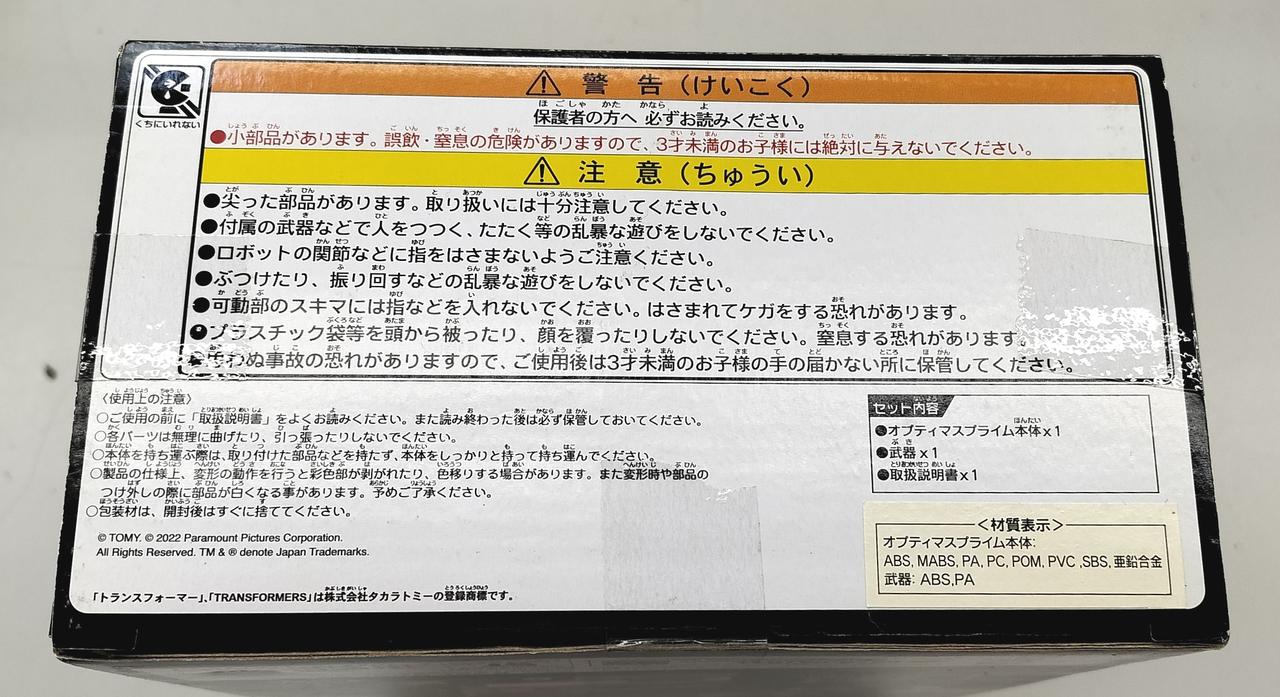 くちにいれない
⚠ 警 告（けいこく）
保護者の方へ 必ずお読みください。
●小部品があります。誤飲・窒息の危険がありますので、3才未満のお子様には絶対に与えないでください。
⚠ 注 意（ちゅうい）
●尖った部品があります。取り扱いには十分注意してください。
●付属の武器などで人をつつく、たたく等の乱暴な遊びをしないでください。
●ロボットの関節などに指をはさまないようご注意ください。
●ぶつけたり、振り回すなどの乱暴な遊びをしないでください。
●可動部のスキマには指などを入れないでください。はさまれてケガをする恐れがあります。
●プラスチック袋等を頭から被ったり、顔を覆ったりしないでください。窒息する恐れがあります。
●思わぬ事故の恐れがありますので、ご使用後は3才未満のお子様の手の届かない所に保管してください。
〈使用上の注意〉
○ご使用の前に「取扱説明書」をよくお読みください。また読み終わった後は必ず保管しておいてください。
○各パーツは無理に曲げたり、引っ張ったりしないでください。
○本体を持ち運ぶ際は、取り付けた部品などを持たず、本体をしっかりと持って持ち運んでください。
○製品の仕様上、変形の動作を行うと彩色部が剥がれたり、色移りする場合があります。また変形時や部品の
つけ外しの際に部品が白くなる事があります。予めご了承ください。
○包装材は、開封後はすぐに捨ててください。
© TOMY. © 2022 Paramount Pictures Corporation.
All Rights Reserved. TM & ® denote Japan Trademarks.
「トランスフォーマー」、「TRANSFORMERS」は株式会社タカラトミーの登録商標です。
セット内容
●オプティマスプライム本体x1
●武器x1
●取扱説明書x1
＜材質表示＞
オプティマスプライム本体:
ABS, MABS, PA, PC, POM, PVC ,SBS, 亜鉛合金
武器: ABS,PA